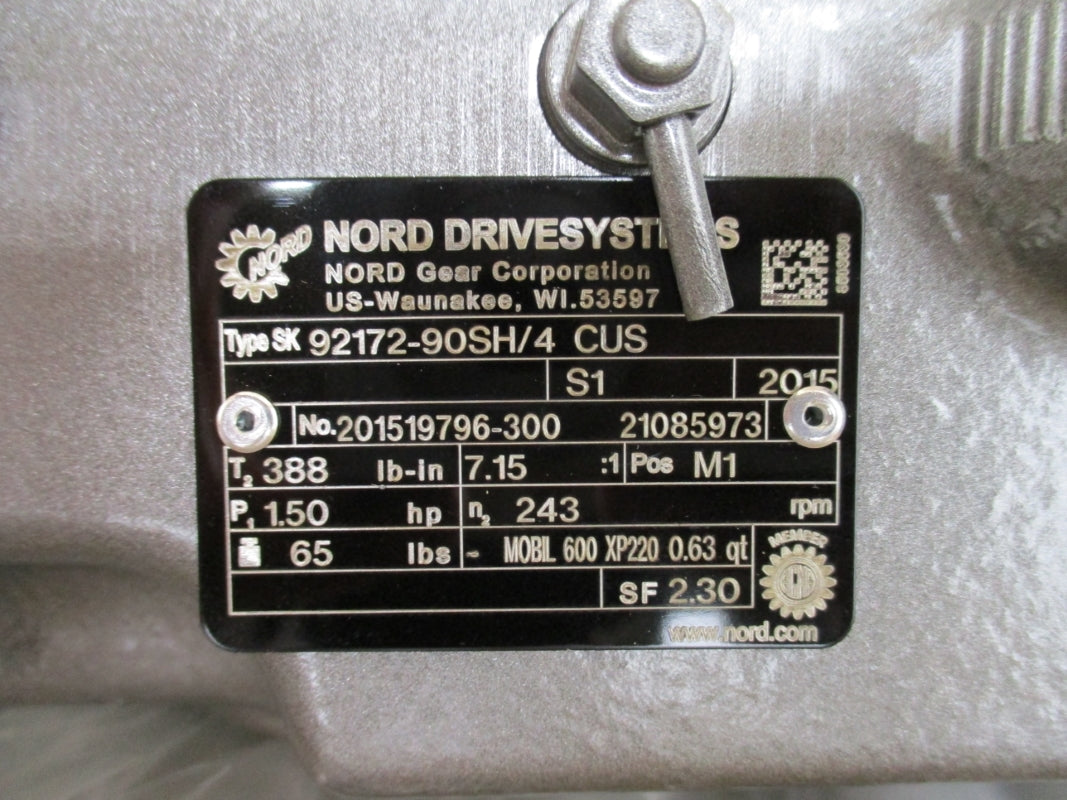 NORD
NORD DRIVESYSTEMS
NORD Gear Corporation
US-Waunakee, WI.53597
Type SK 92172-90SH/4 CUS
S1 2015
No. 201519796-300 21085973
T2 388 lb-in 7.15 :1 Pos M1
P1 1.50 hp n2 243 rpm
65 lbs - MOBIL 600 XP220 0.63 qt
MEMBER
SF 2.30
www.nord.com